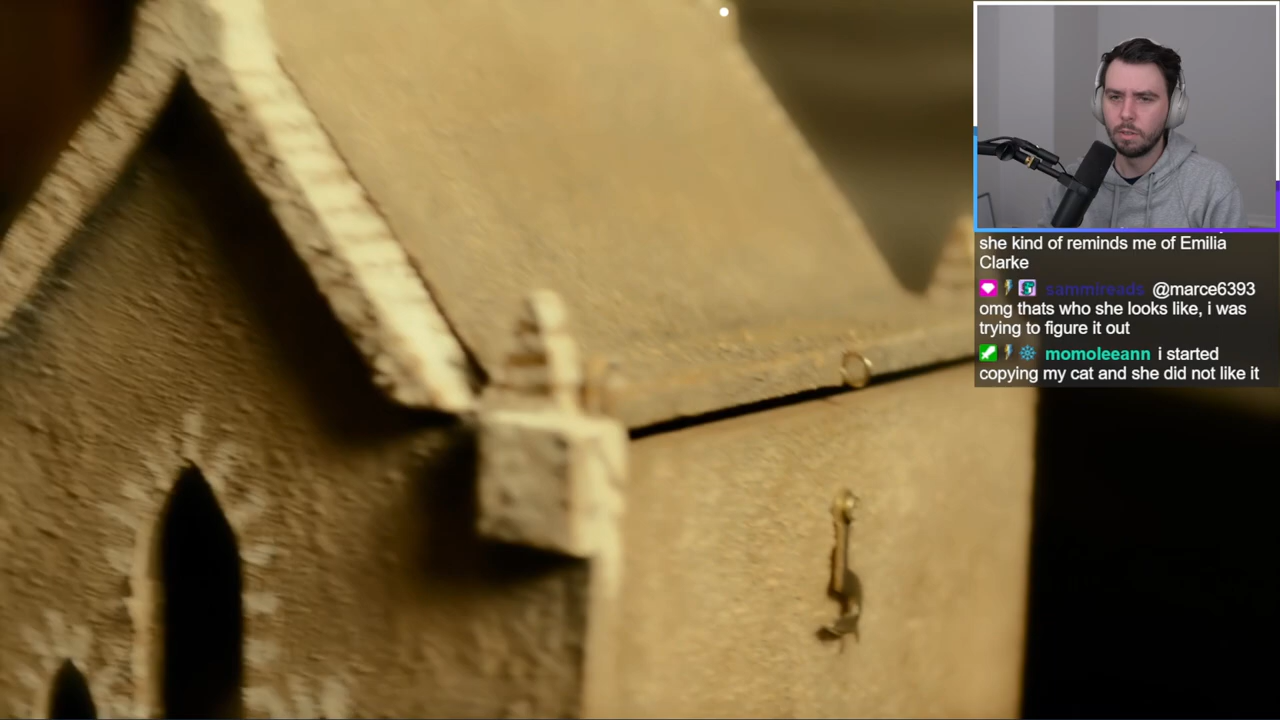 she kind of reminds me of Emilia
Clarke
sammireads @marce6393
omg thats who she looks like, i was
trying to figure it out
momoleeann i started
copying my cat and she did not like it